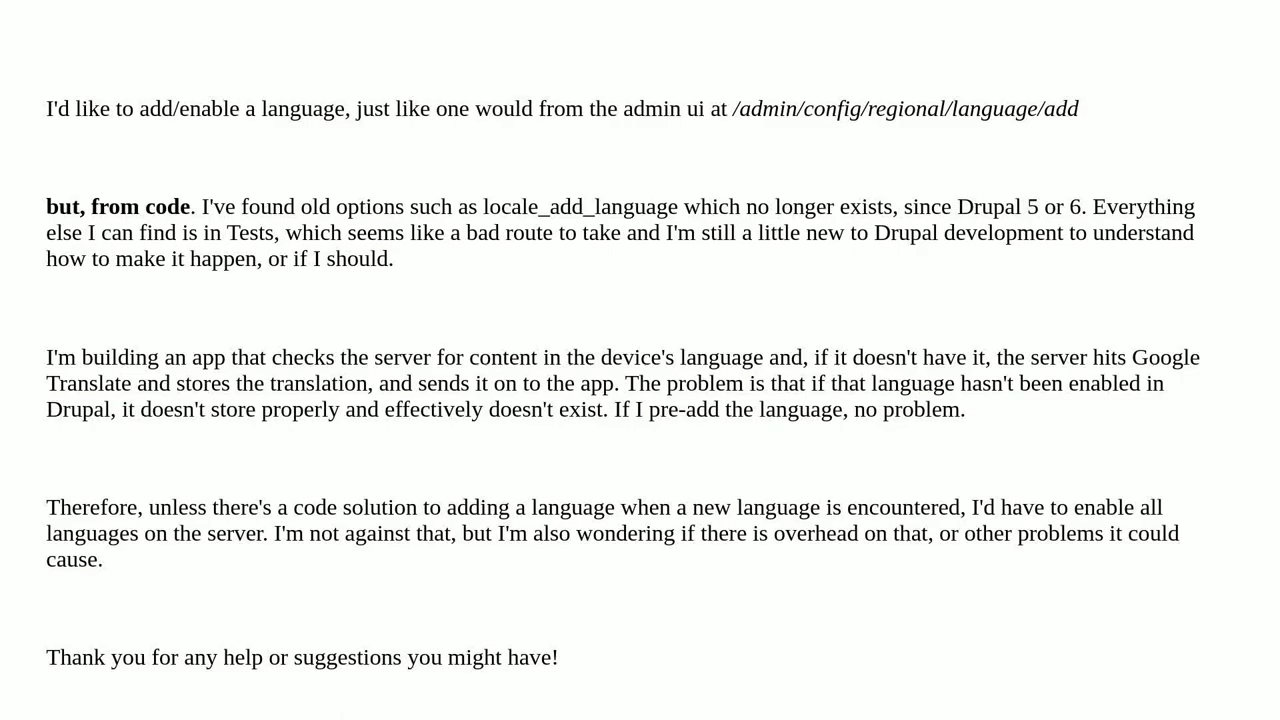 I'd like to add/enable a language, just like one would from the admin ui at /admin/config/regional/language/add
but, from code. I've found old options such as locale_add_language which no longer exists, since Drupal 5 or 6. Everything
else I can find is in Tests, which seems like a bad route to take and I'm still a little new to Drupal development to understand
how to make it happen, or if I should.
I'm building an app that checks the server for content in the device's language and, if it doesn't have it, the server hits Google
Translate and stores the translation, and sends it on to the app. The problem is that if that language hasn't been enabled in
Drupal, it doesn't store properly and effectively doesn't exist. If I pre-add the language, no problem.
Therefore, unless there's a code solution to adding a language when a new language is encountered, I'd have to enable all
languages on the server. I'm not against that, but I'm also wondering if there is overhead on that, or other problems it could
cause.
Thank you for any help or suggestions you might have!